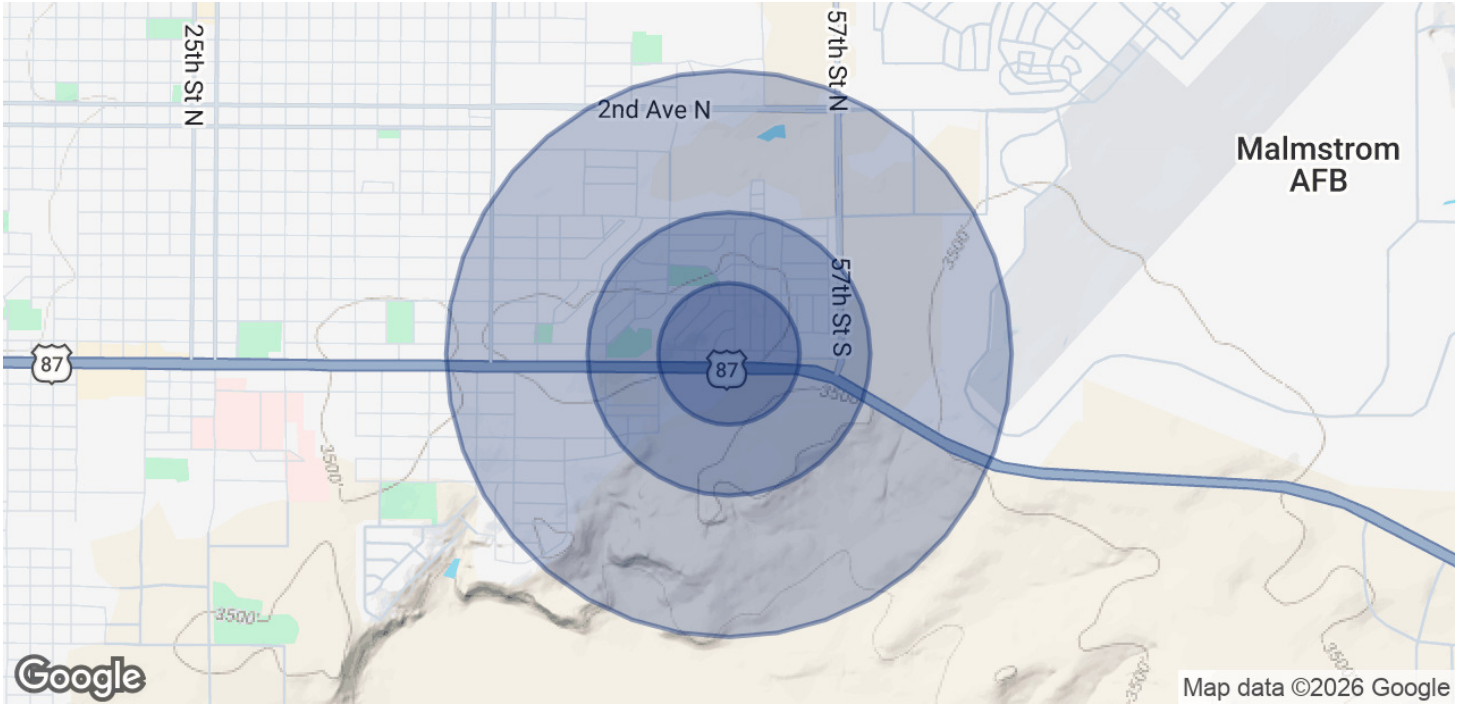 25th St N
57th St N
2nd Ave N
Malmstrom
AFB
3500'
57th St S
87
87
3500'
3500'
3500'
3500'
3500'
Google
Map data ©2026 Google